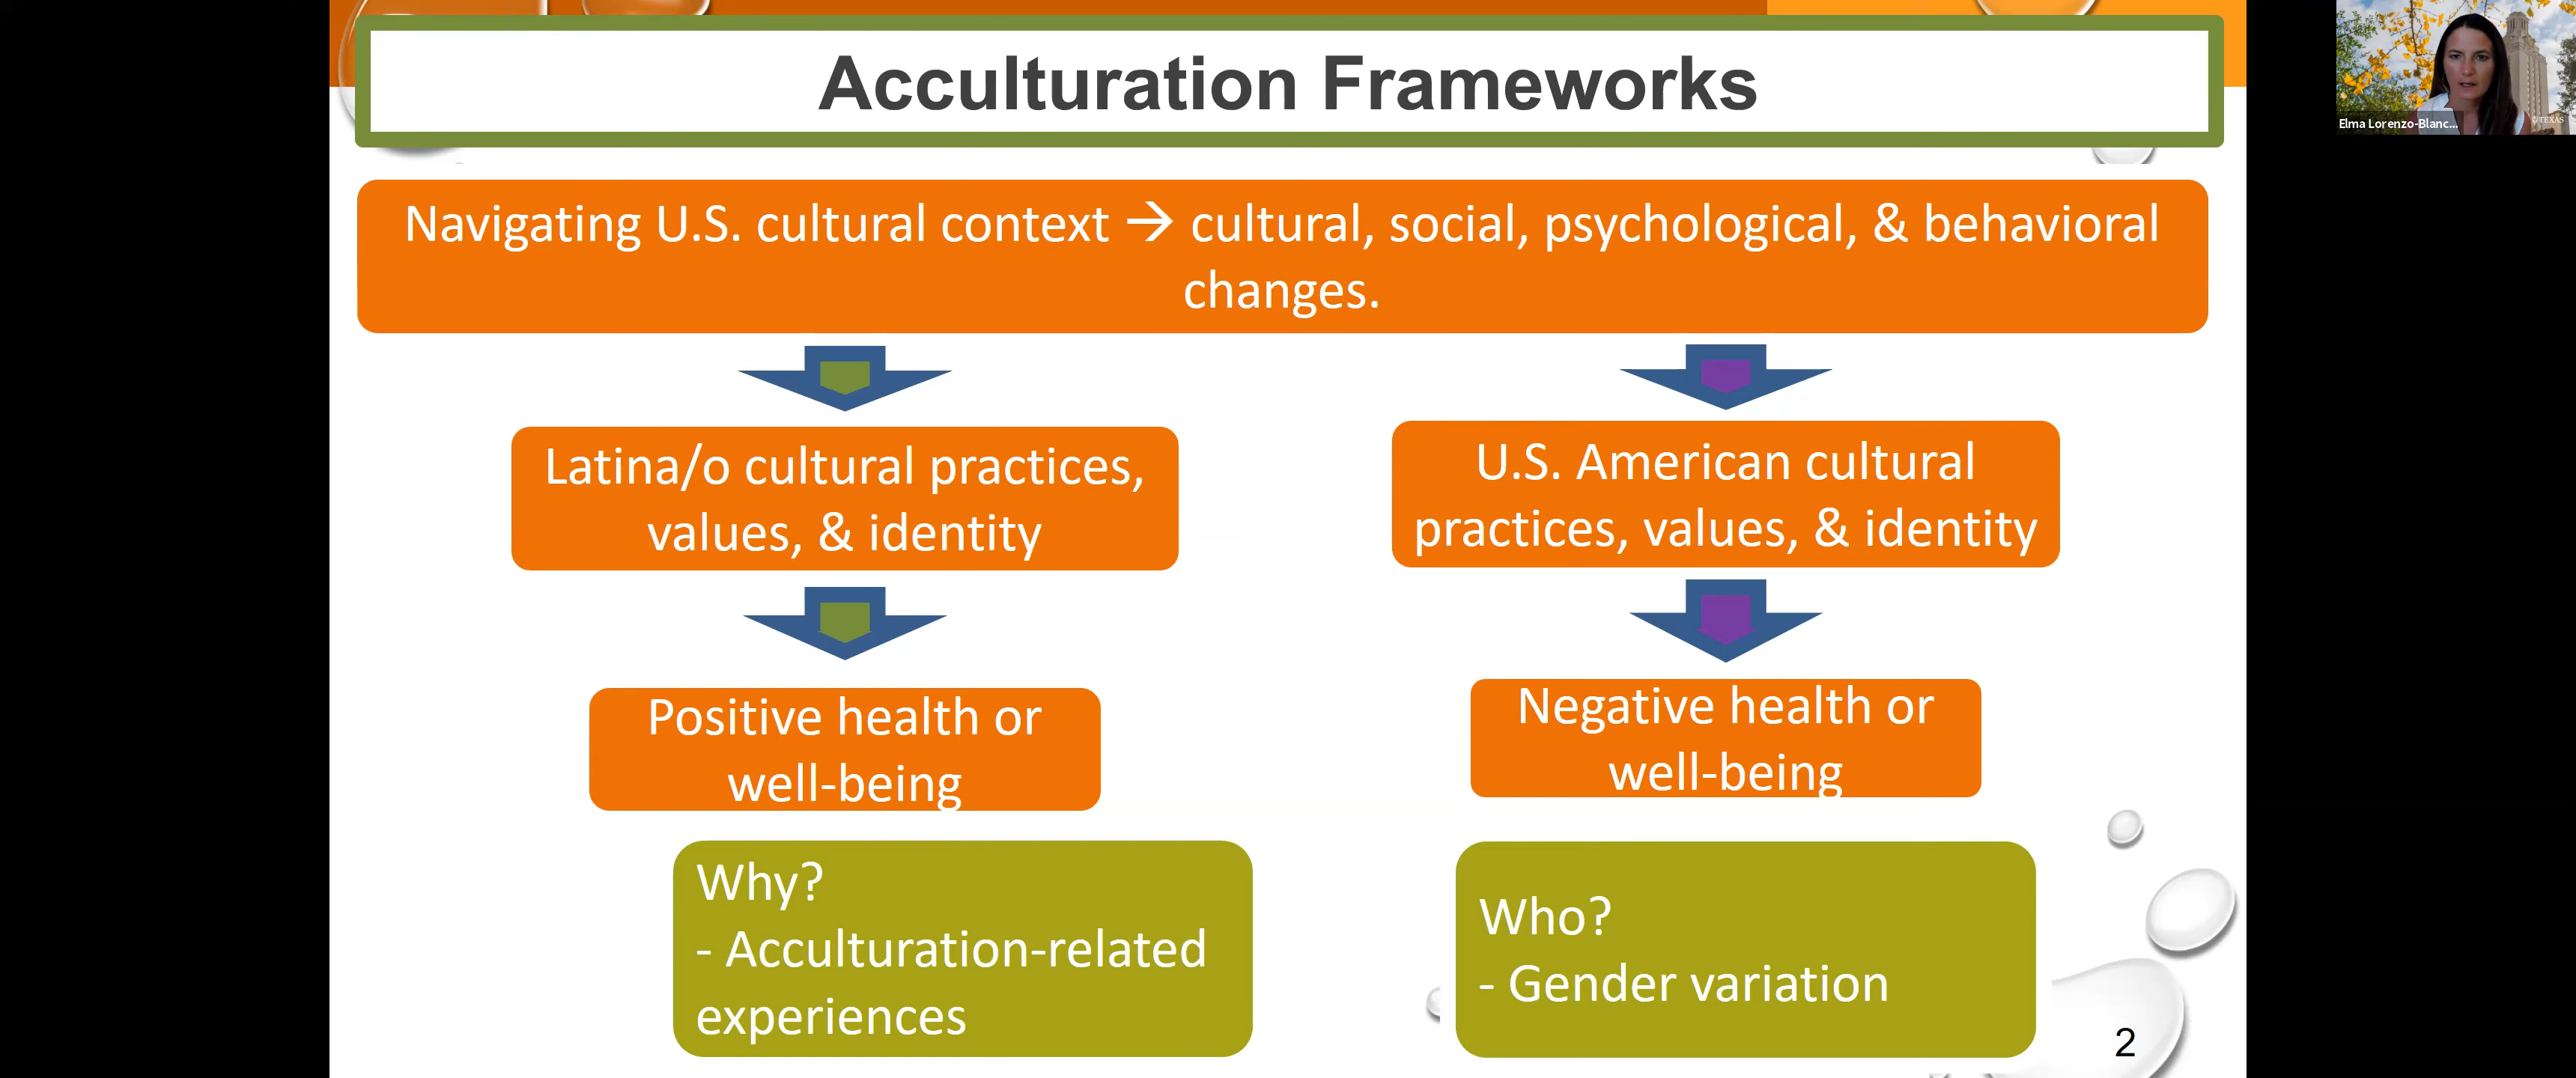 Acculturation Frameworks
Elma Lorenzo-Blanc...
TEXAS
Navigating U.S. cultural context → cultural, social, psychological, & behavioral
changes.
Latina/o cultural practices,
values, & identity
U.S. American cultural
practices, values, & identity
Positive health or
well-being
Negative health or
well-being
Why?
- Acculturation-related
experiences
Who?
- Gender variation
2